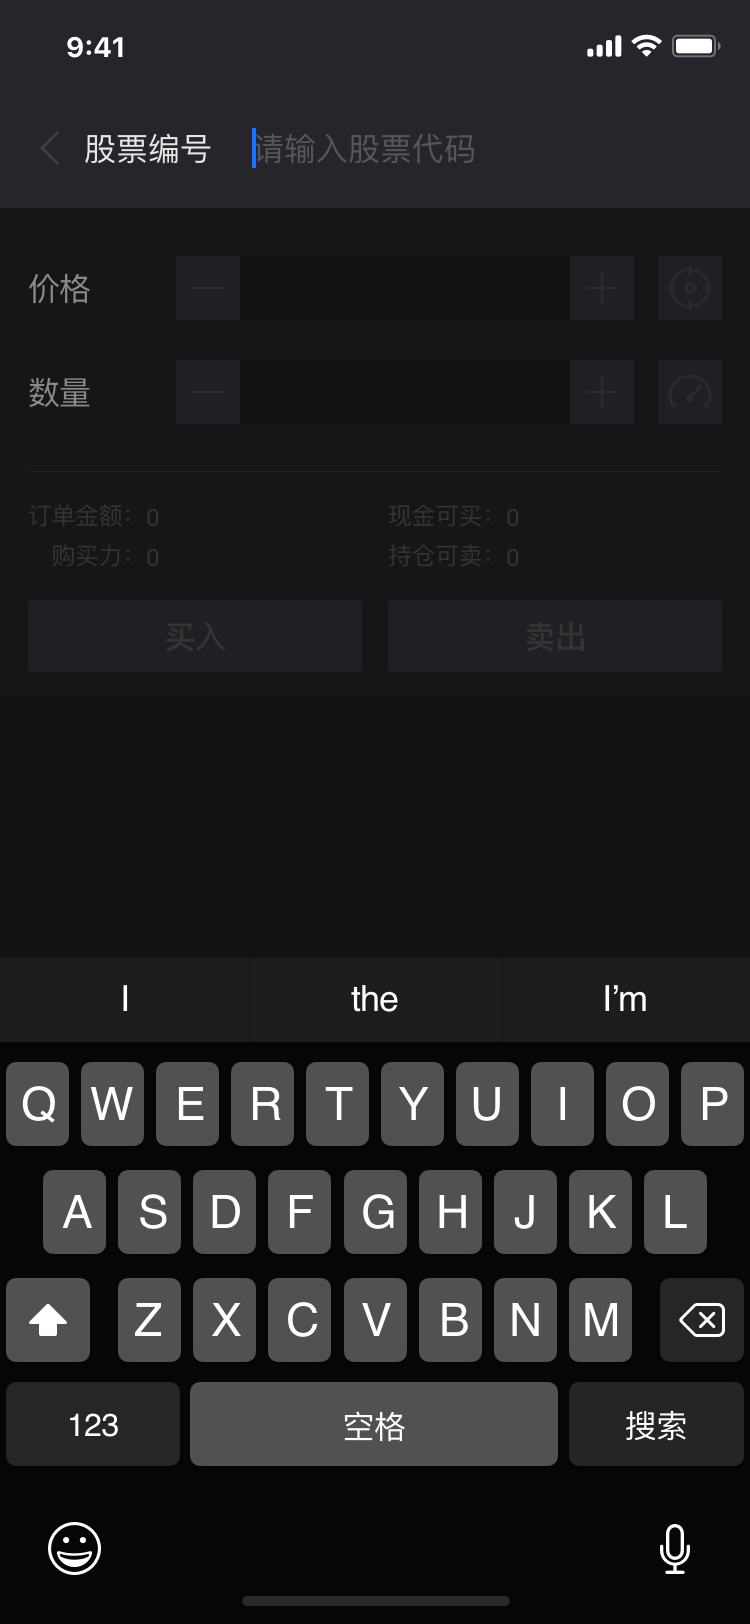 9:41
股票编号 请输入股票代码
价格
数量
订单金额：0 现金可买：0
购买力：0 持仓可卖：0
买入 卖出
I the I’m
Q W E R T Y U I O P
A S D F G H J K L
Z X C V B N M
123 空格 搜索